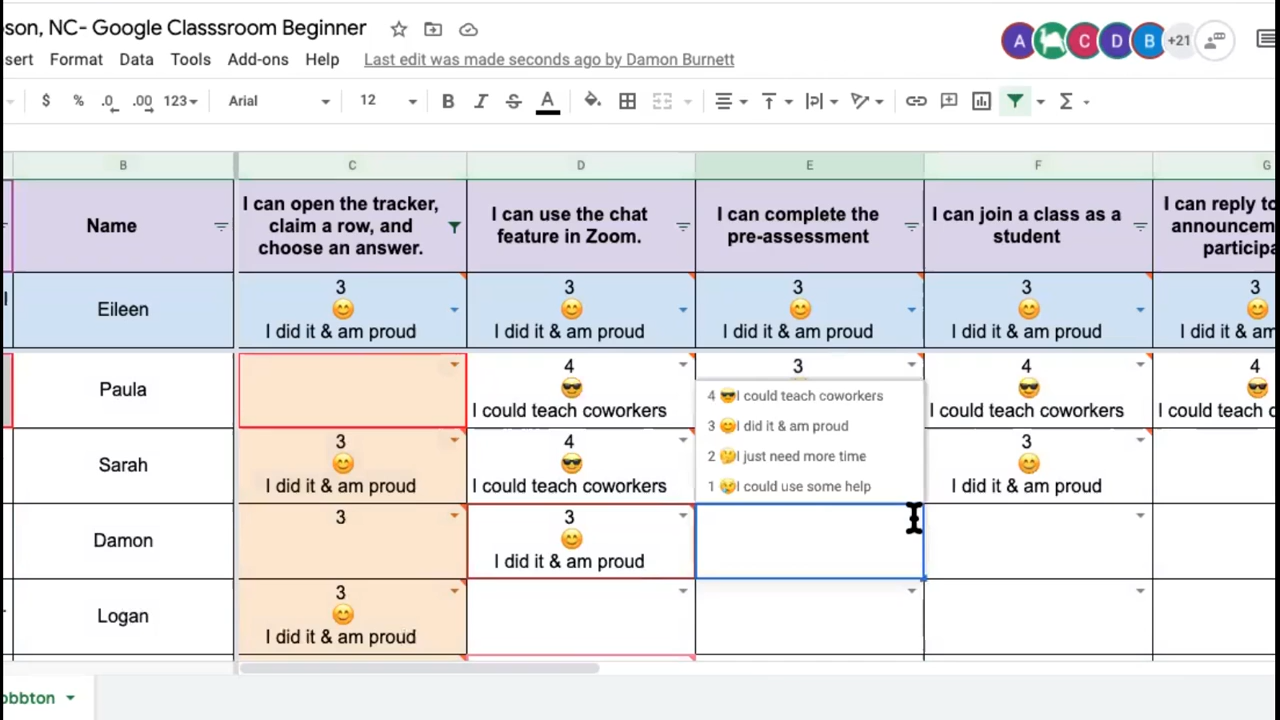 son, NC- Google Classsroom Beginner
A C D B +21
sert Format Data Tools Add-ons Help Last edit was made seconds ago by Damon Burnett
$ % .0 .00 123 Arial 12 B I S A Σ
B C D E F G
Name
I can open the tracker,
claim a row, and
choose an answer.
I can use the chat
feature in Zoom.
I can complete the
pre-assessment
I can join a class as a
student
I can reply to
announcem
participa
Eileen
3
😊
I did it & am proud
3
😊
I did it & am proud
3
😊
I did it & am proud
3
😊
I did it & am proud
3
😊
I did it & am
Paula
4
😎
I could teach coworkers
3
4
😎
I could teach coworkers
4
😎
I could teach c
4 😎I could teach coworkers
3 😊I did it & am proud
2 🤔I just need more time
1 😢I could use some help
Sarah
3
😊
I did it & am proud
4
😎
I could teach coworkers
3
😊
I did it & am proud
Damon
3
3
😊
I did it & am proud
Logan
3
😊
I did it & am proud
obbton